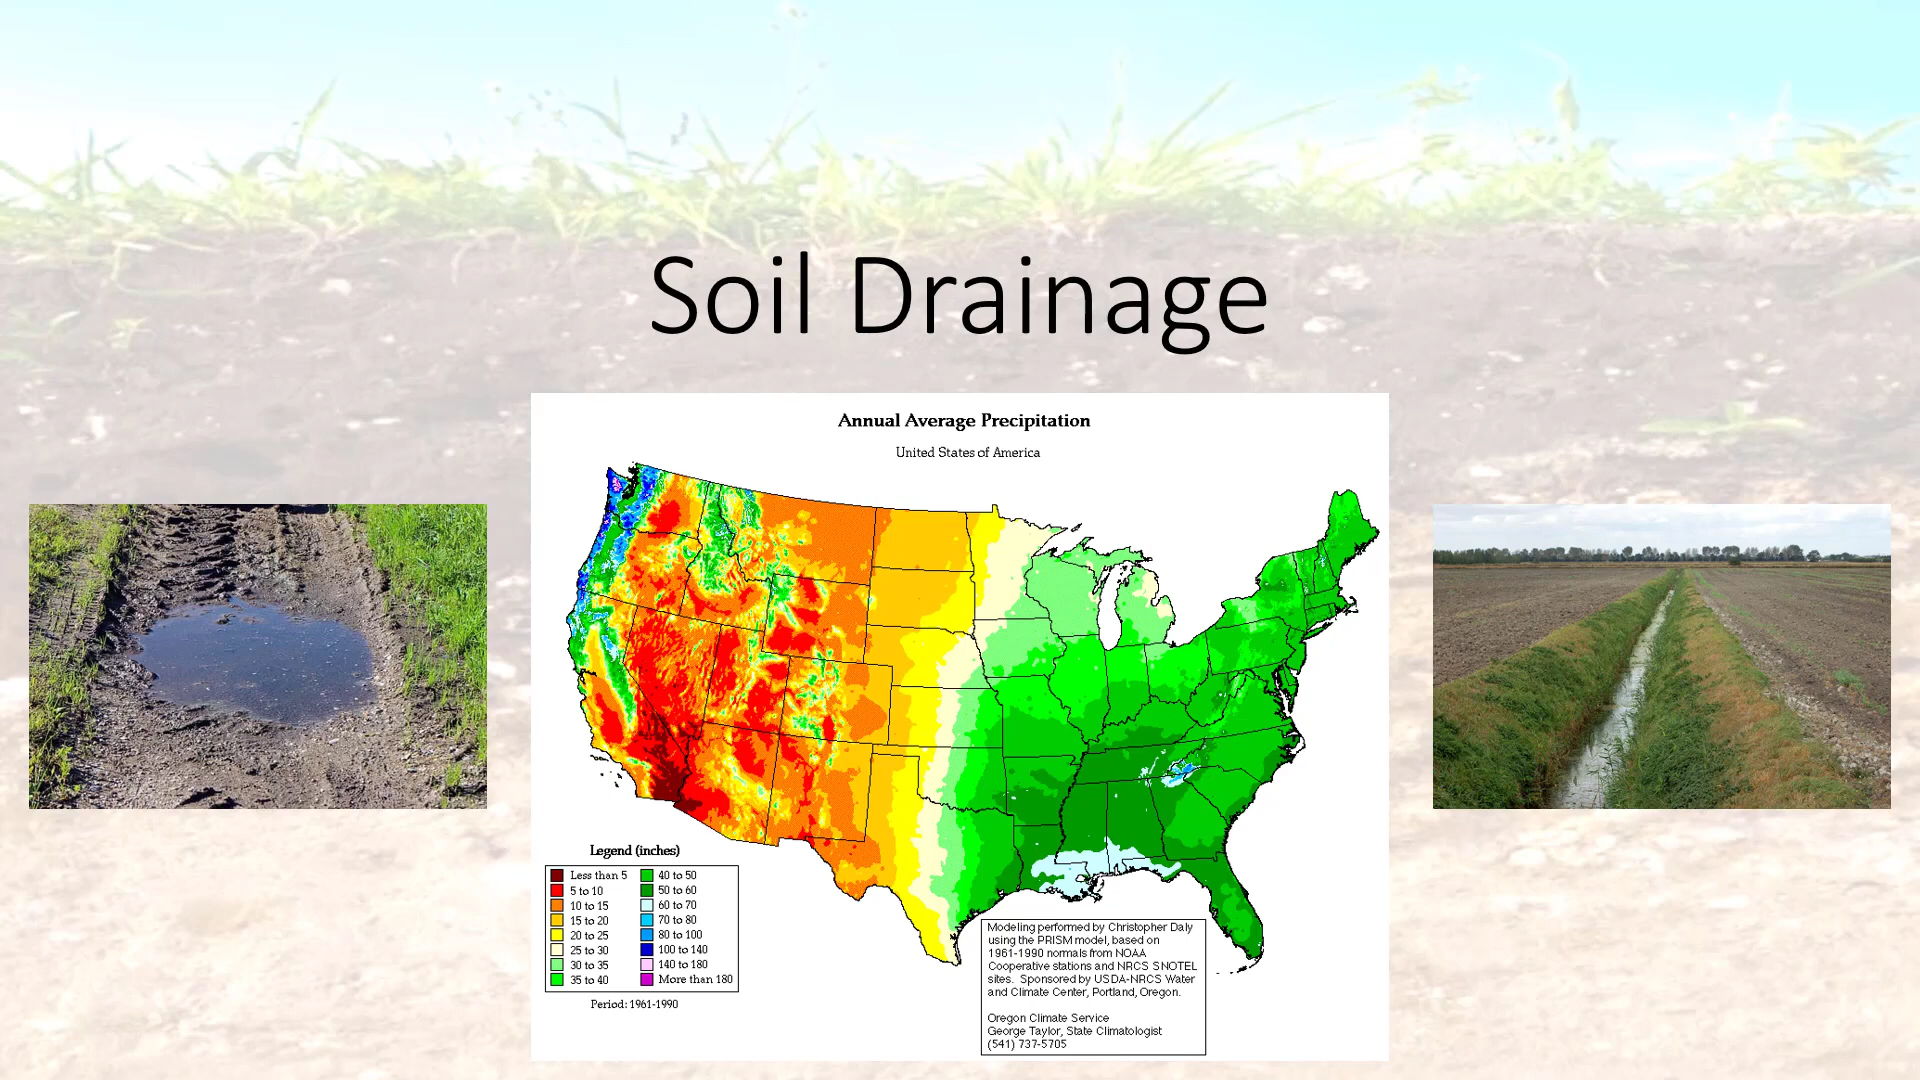 Soil Drainage
Annual Average Precipitation
United States of America
Legend (inches)
Less than 5
5 to 10
10 to 15
15 to 20
20 to 25
25 to 30
30 to 35
35 to 40
40 to 50
50 to 60
60 to 70
70 to 80
80 to 100
100 to 140
140 to 180
More than 180
Period: 1961-1990
Modeling performed by Christopher Daly
using the PRISM model, based on
1961-1990 normals from NOAA
Cooperative stations and NRCS SNOTEL
sites. Sponsored by USDA-NRCS Water
and Climate Center, Portland, Oregon.
Oregon Climate Service
George Taylor, State Climatologist
(541) 737-5705